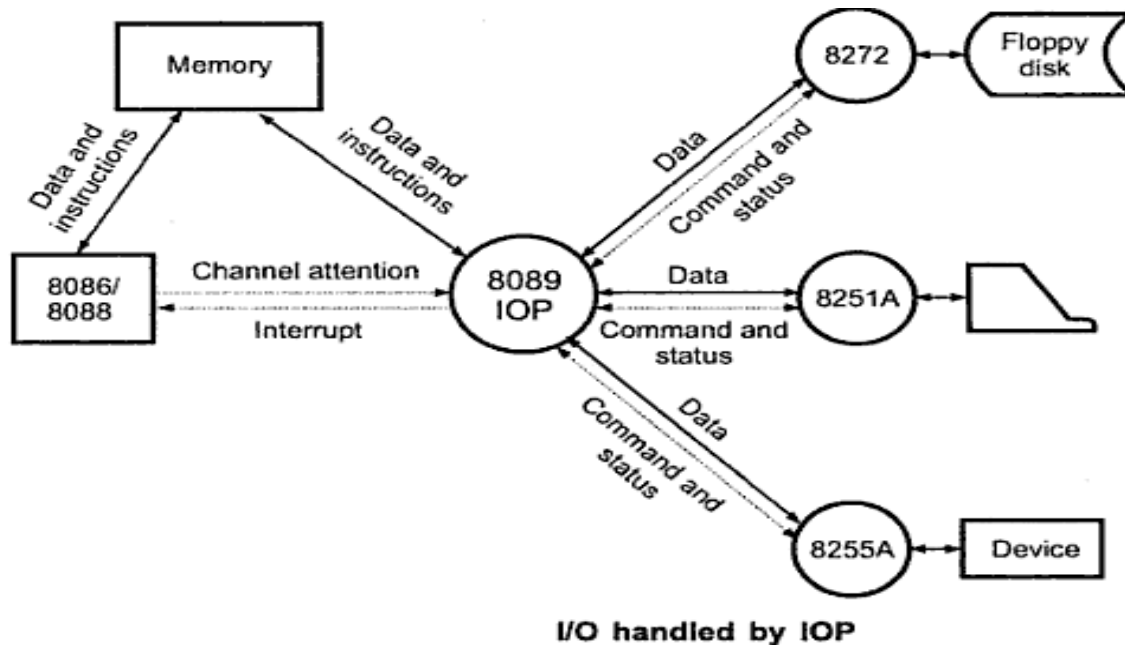 Memory
8272
Floppy
disk
Data and
instructions
Data and
instructions
Data
Command and
status
8086/
8088
Channel attention
Interrupt
8089
IOP
Data
Command and
status
8251A
Data
Command and
status
8255A
Device
I/O handled by IOP